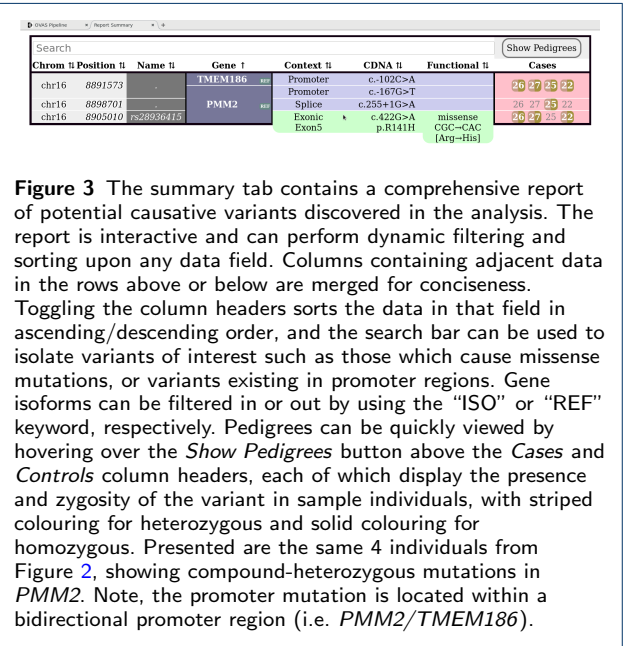 OVAS Pipeline × Report Summary × +
Search Show Pedigrees
Chrom Position Name Gene ↑ Context CDNA Functional Cases
chr16 8891573 . TMEM186 REF Promoter c.-102C>A 26 27 25 22
Promoter c.-167G>T
chr16 8898701 . PMM2 REF Splice c.255+1G>A 26 27 25 22
chr16 8905010 rs28936415 Exonic c.422G>A missense 26 27 25 22
Exon5 p.R141H CGC→CAC
[Arg→His]
Figure 3 The summary tab contains a comprehensive report
of potential causative variants discovered in the analysis. The
report is interactive and can perform dynamic filtering and
sorting upon any data field. Columns containing adjacent data
in the rows above or below are merged for conciseness.
Toggling the column headers sorts the data in that field in
ascending/descending order, and the search bar can be used to
isolate variants of interest such as those which cause missense
mutations, or variants existing in promoter regions. Gene
isoforms can be filtered in or out by using the “ISO” or “REF”
keyword, respectively. Pedigrees can be quickly viewed by
hovering over the Show Pedigrees button above the Cases and
Controls column headers, each of which display the presence
and zygosity of the variant in sample individuals, with striped
colouring for heterozygous and solid colouring for
homozygous. Presented are the same 4 individuals from
Figure 2, showing compound-heterozygous mutations in
PMM2. Note, the promoter mutation is located within a
bidirectional promoter region (i.e. PMM2/TMEM186).